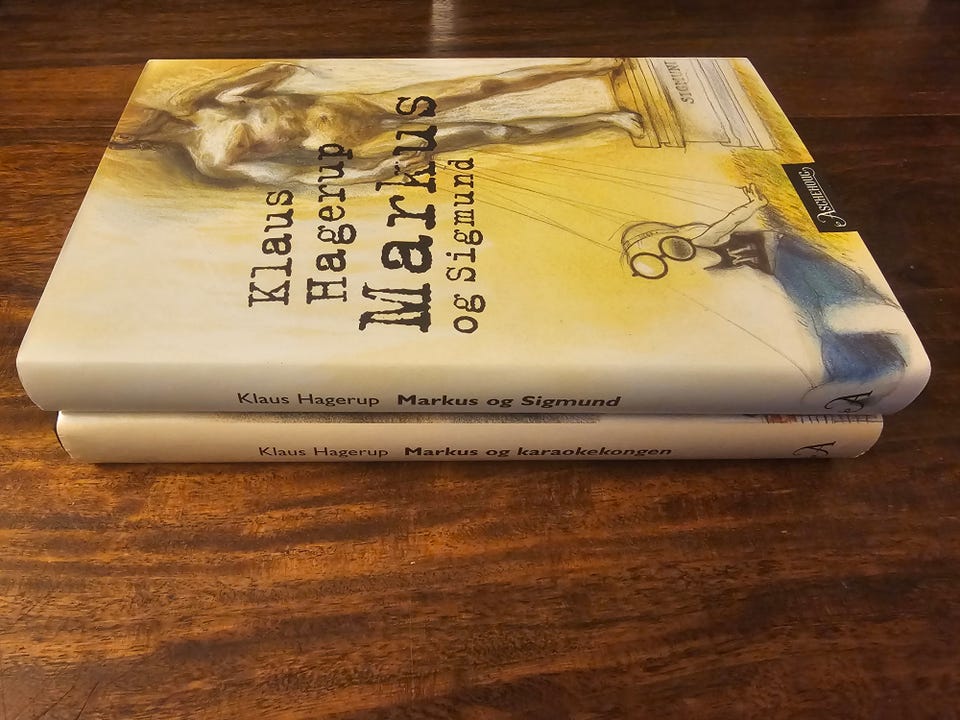 Klaus
Hagerup
Markus
og Sigmund
SIGMUND
M
ASCHEHOUG
Klaus Hagerup Markus og Sigmund A
Klaus Hagerup Markus og karaokekongen A